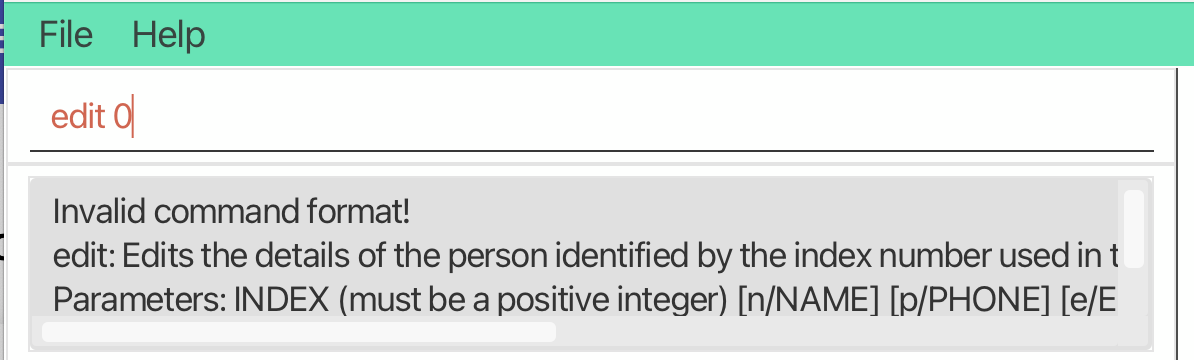 File Help
edit 0
Invalid command format!
edit: Edits the details of the person identified by the index number used in t
Parameters: INDEX (must be a positive integer) [n/NAME] [p/PHONE] [e/E